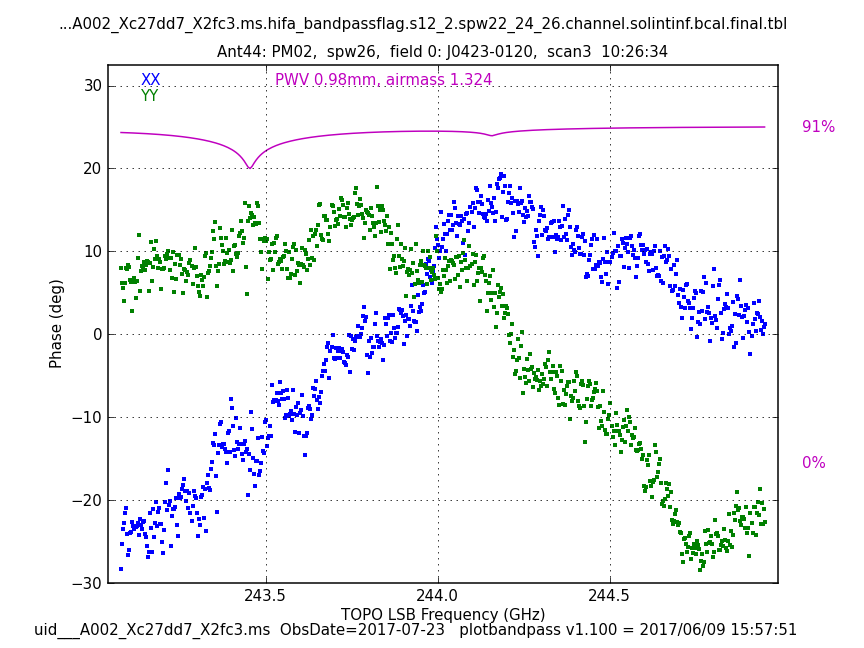 ...A002_Xc27dd7_X2fc3.ms.hifa_bandpassflag.s12_2.spw22_24_26.channel.solintinf.bcal.final.tbl
Ant44: PM02,  spw26,  field 0: J0423-0120,  scan3  10:26:34
XX
YY
PWV 0.98mm, airmass 1.324
91%
0%
30
20
10
0
−10
−20
−30
Phase (deg)
243.5
244.0
244.5
TOPO LSB Frequency (GHz)
uid___A002_Xc27dd7_X2fc3.ms  ObsDate=2017-07-23   plotbandpass v1.100 = 2017/06/09 15:57:51